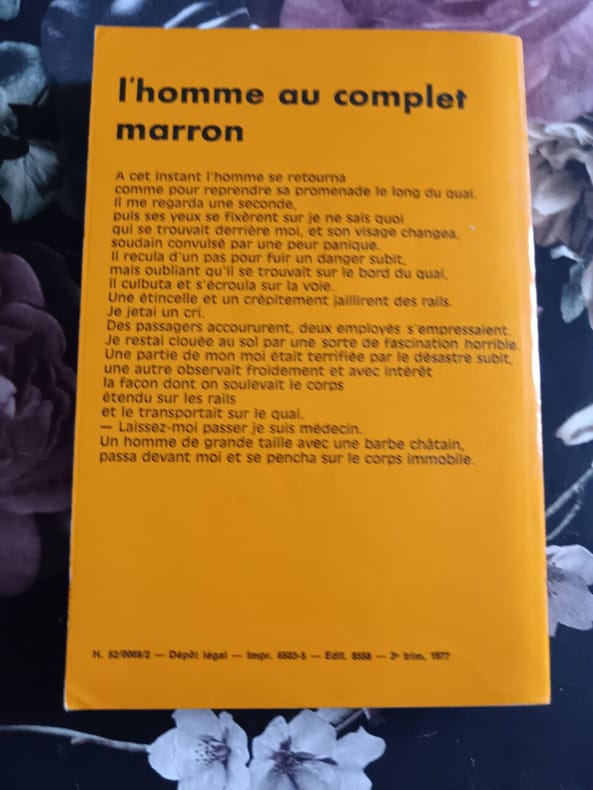 l'homme au complet
marron
A cet instant l'homme se retourna
comme pour reprendre sa promenade le long du quai.
Il me regarda une seconde,
puis ses yeux se fixèrent sur je ne sais quoi
qui se trouvait derrière moi, et son visage changea,
soudain convulsé par une peur panique.
Il recula d'un pas pour fuir un danger subit,
mais oubliant qu'il se trouvait sur le bord du quai,
il culbuta et s'écroula sur la voie.
Une étincelle et un crépitement jaillirent des rails.
Je jetai un cri.
Des passagers accoururent, deux employés s'empressaient.
Je restai clouée au sol par une sorte de fascination horrible.
Une partie de mon moi était terrifiée par le désastre subit,
une autre observait froidement et avec intérêt
la façon dont on soulevait le corps
étendu sur les rails
et le transportait sur le quai.
— Laissez-moi passer je suis médecin.
Un homme de grande taille avec une barbe châtain,
passa devant moi et se pencha sur le corps immobile.
H. 52/0069/2 — Dépôt légal — Impr. 6503-5 — Edit. 8558 — 3e trim. 1977